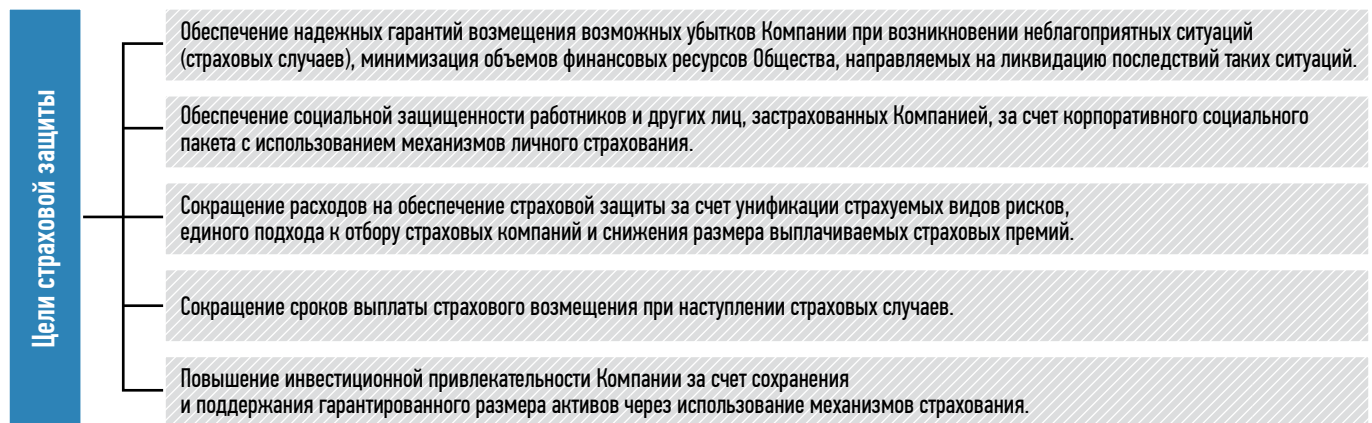 Цели страховой защиты
Обеспечение надежных гарантий возмещения возможных убытков Компании при возникновении неблагоприятных ситуаций
(страховых случаев), минимизация объемов финансовых ресурсов Общества, направляемых на ликвидацию последствий таких ситуаций.
Обеспечение социальной защищенности работников и других лиц, застрахованных Компанией, за счет корпоративного социального
пакета с использованием механизмов личного страхования.
Сокращение расходов на обеспечение страховой защиты за счет унификации страхуемых видов рисков,
единого подхода к отбору страховых компаний и снижения размера выплачиваемых страховых премий.
Сокращение сроков выплаты страхового возмещения при наступлении страховых случаев.
Повышение инвестиционной привлекательности Компании за счет сохранения
и поддержания гарантированного размера активов через использование механизмов страхования.